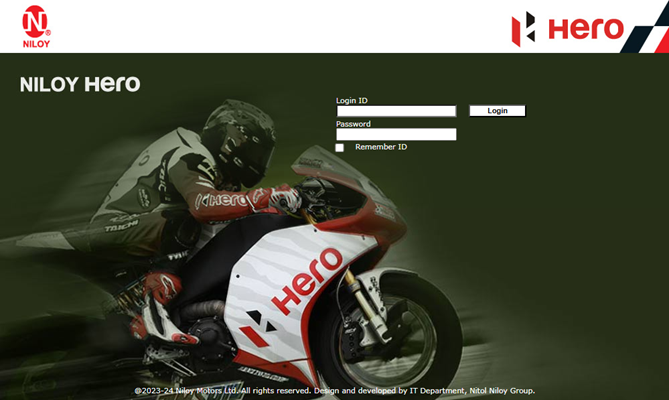 N®
NILOY
Hero
NILOY Hero
Login ID
Login
Password
Remember ID
Hero
TAICHI
Hero
@2023-24 Niloy Motors Ltd. All rights reserved. Design and developed by IT Department, Nitol Niloy Group.